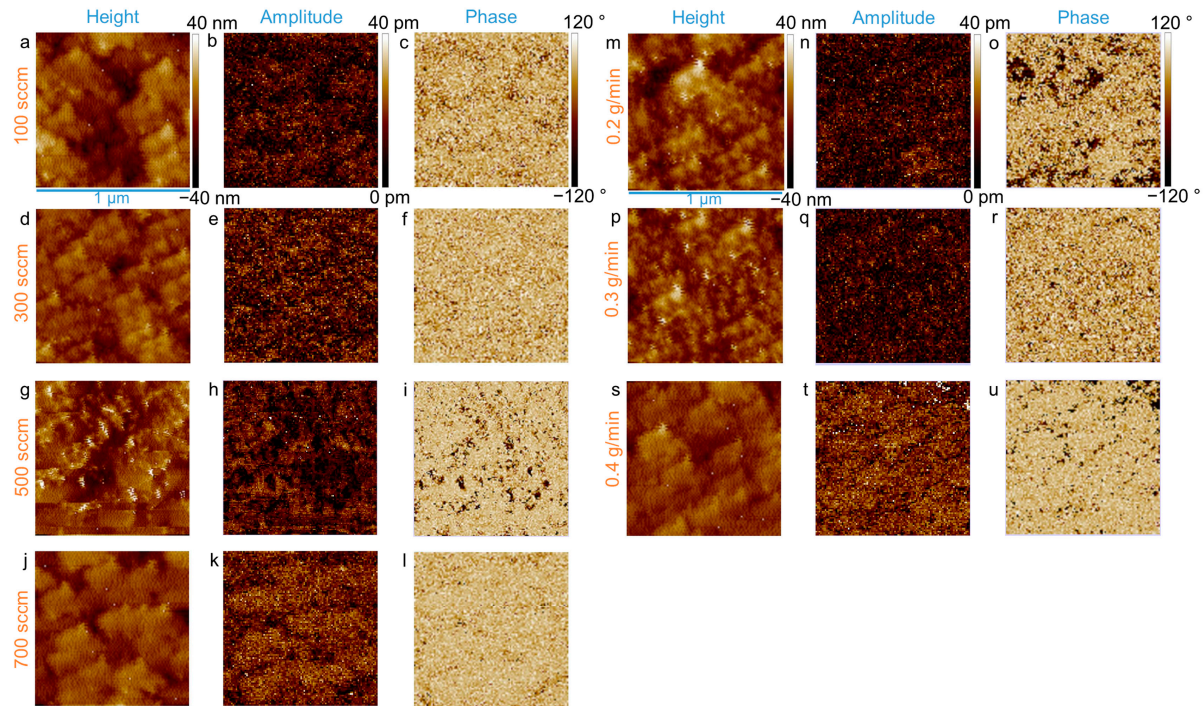 Height 40 nm Amplitude 40 pm Phase 120 ° Height 40 nm Amplitude 40 pm Phase 120 °
a b c m n o
100 sccm 0.2 g/min
1 μm −40 nm 0 pm −120 ° 1 μm −40 nm 0 pm −120 °
d e f p q r
300 sccm 0.3 g/min
g h i s t u
500 sccm 0.4 g/min
j k l
700 sccm